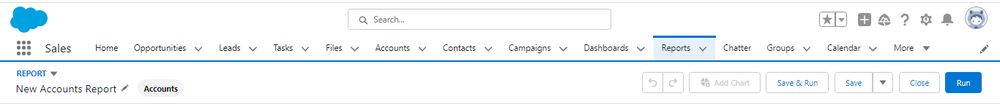 Search...
Sales Home Opportunities Leads Tasks Files Accounts Contacts Campaigns Dashboards Reports Chatter Groups Calendar More
REPORT
New Accounts Report Accounts
Add Chart Save & Run Save Close Run